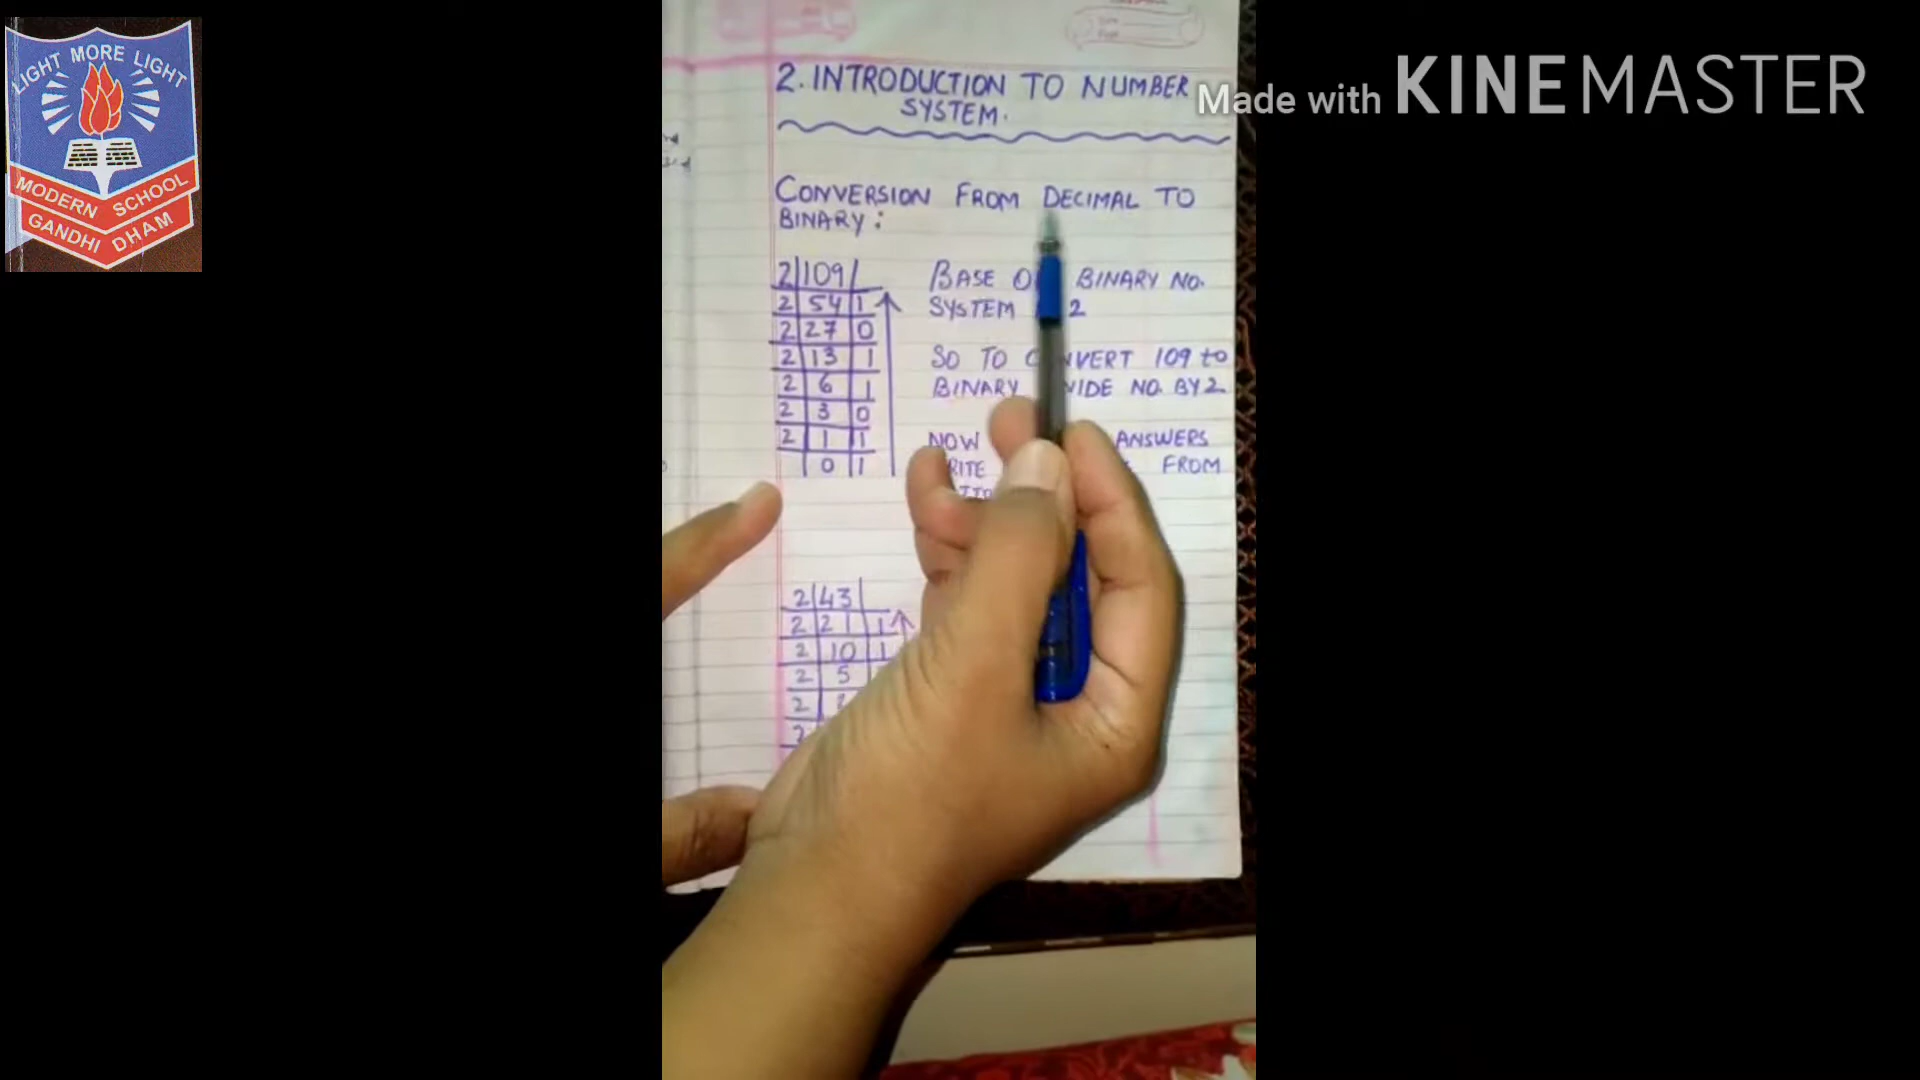 LIGHT MORE LIGHT
MODERN SCHOOL
GANDHI DHAM
Made with KINEMASTER
2. INTRODUCTION TO NUMBER
SYSTEM.
CONVERSION FROM DECIMAL TO
BINARY:
2 109
2 54 1
2 27 0
2 13 1
2 6 1
2 3 0
2 1 1
0 1
BASE BINARY NO.
SYSTEM 2
SO TO 109 to
BINARY NO. BY 2
NOW ANSWERS
FROM
2 43
2 21 1
2 10 1
2 5
2
2